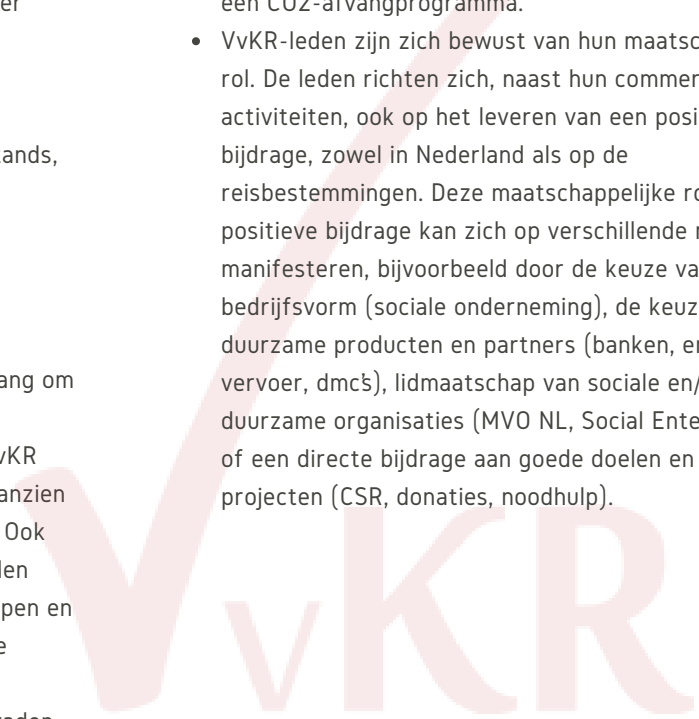 ands,
ang om
vKR
anzien
Ook
len
pen en
e
een CO2-afvangprogramma.
• VvKR-leden zijn zich bewust van hun maatsc
rol. De leden richten zich, naast hun commer
activiteiten, ook op het leveren van een posi
bijdrage, zowel in Nederland als op de
reisbestemmingen. Deze maatschappelijke ro
positieve bijdrage kan zich op verschillende
manifesteren, bijvoorbeeld door de keuze va
bedrijfsvorm (sociale onderneming), de keuz
duurzame producten en partners (banken, en
vervoer, dmc's), lidmaatschap van sociale en/
duurzame organisaties (MVO NL, Social Ente
of een directe bijdrage aan goede doelen en
projecten (CSR, donaties, noodhulp).
VvKR